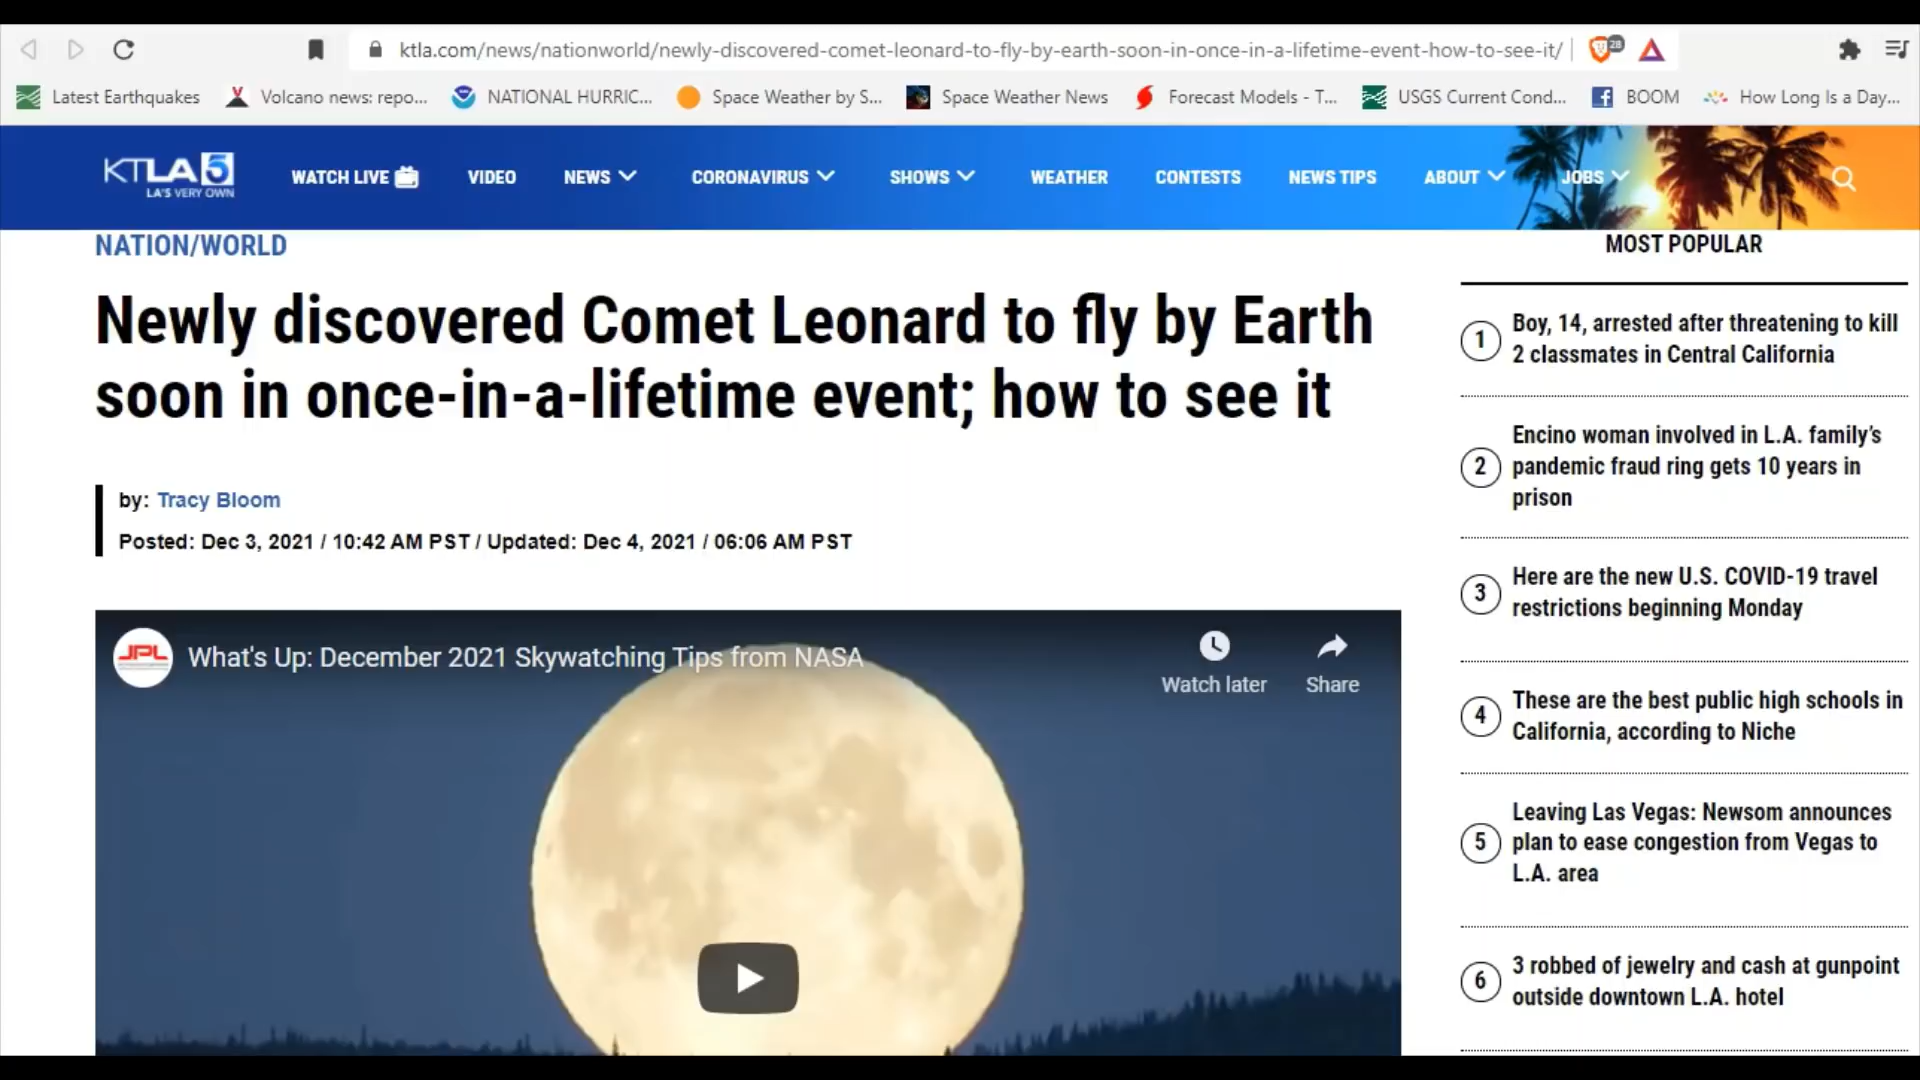 ktla.com/news/nationworld/newly-discovered-comet-leonard-to-fly-by-earth-soon-in-once-in-a-lifetime-event-how-to-see-it/
28
Latest Earthquakes
Volcano news: repo...
NATIONAL HURRIC...
Space Weather by S...
Space Weather News
Forecast Models - T...
USGS Current Cond...
BOOM
How Long Is a Day...
KTLA 5
LA'S VERY OWN
WATCH LIVE
VIDEO
NEWS
CORONAVIRUS
SHOWS
WEATHER
CONTESTS
NEWS TIPS
ABOUT
JOBS
NATION/WORLD
Newly discovered Comet Leonard to fly by Earth
soon in once-in-a-lifetime event; how to see it
by: Tracy Bloom
Posted: Dec 3, 2021 / 10:42 AM PST / Updated: Dec 4, 2021 / 06:06 AM PST
JPL
What's Up: December 2021 Skywatching Tips from NASA
Watch later
Share
MOST POPULAR
1
Boy, 14, arrested after threatening to kill
2 classmates in Central California
2
Encino woman involved in L.A. family's
pandemic fraud ring gets 10 years in
prison
3
Here are the new U.S. COVID-19 travel
restrictions beginning Monday
4
These are the best public high schools in
California, according to Niche
5
Leaving Las Vegas: Newsom announces
plan to ease congestion from Vegas to
L.A. area
6
3 robbed of jewelry and cash at gunpoint
outside downtown L.A. hotel